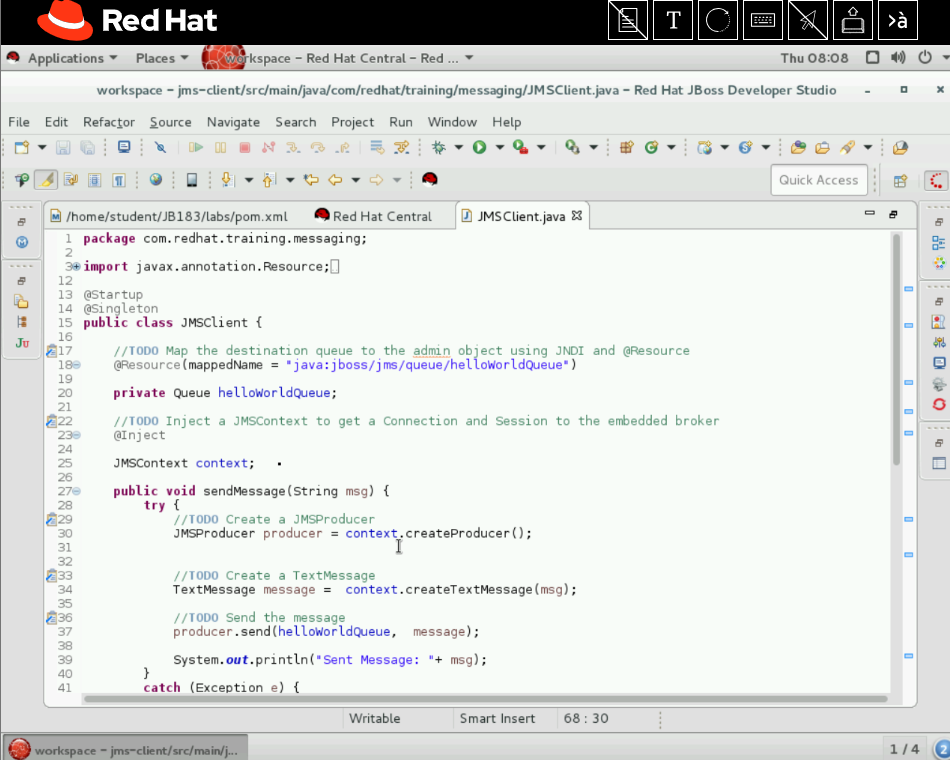 Red Hat
T
>à
Applications
Places
workspace – Red Hat Central – Red ...
Thu 08:08
workspace – jms-client/src/main/java/com/redhat/training/messaging/JMSClient.java – Red Hat JBoss Developer Studio
File Edit Refactor Source Navigate Search Project Run Window Help
Quick Access
/home/student/JB183/labs/pom.xml
Red Hat Central
JMSClient.java
1 package com.redhat.training.messaging;
2
3 import javax.annotation.Resource;
12
13 @Startup
14 @Singleton
15 public class JMSClient {
16
17 //TODO Map the destination queue to the admin object using JNDI and @Resource
18 @Resource(mappedName = "java:jboss/jms/queue/helloWorldQueue")
19
20 private Queue helloWorldQueue;
21
22 //TODO Inject a JMSContext to get a Connection and Session to the embedded broker
23 @Inject
24
25 JMSContext context;
26
27 public void sendMessage(String msg) {
28 try {
29 //TODO Create a JMSProducer
30 JMSProducer producer = context.createProducer();
31
32
33 //TODO Create a TextMessage
34 TextMessage message =  context.createTextMessage(msg);
35
36 //TODO Send the message
37 producer.send(helloWorldQueue,  message);
38
39 System.out.println("Sent Message: "+ msg);
40 }
41 catch (Exception e) {
Writable
Smart Insert
68 : 30
workspace – jms-client/src/main/j...
1 / 4
2